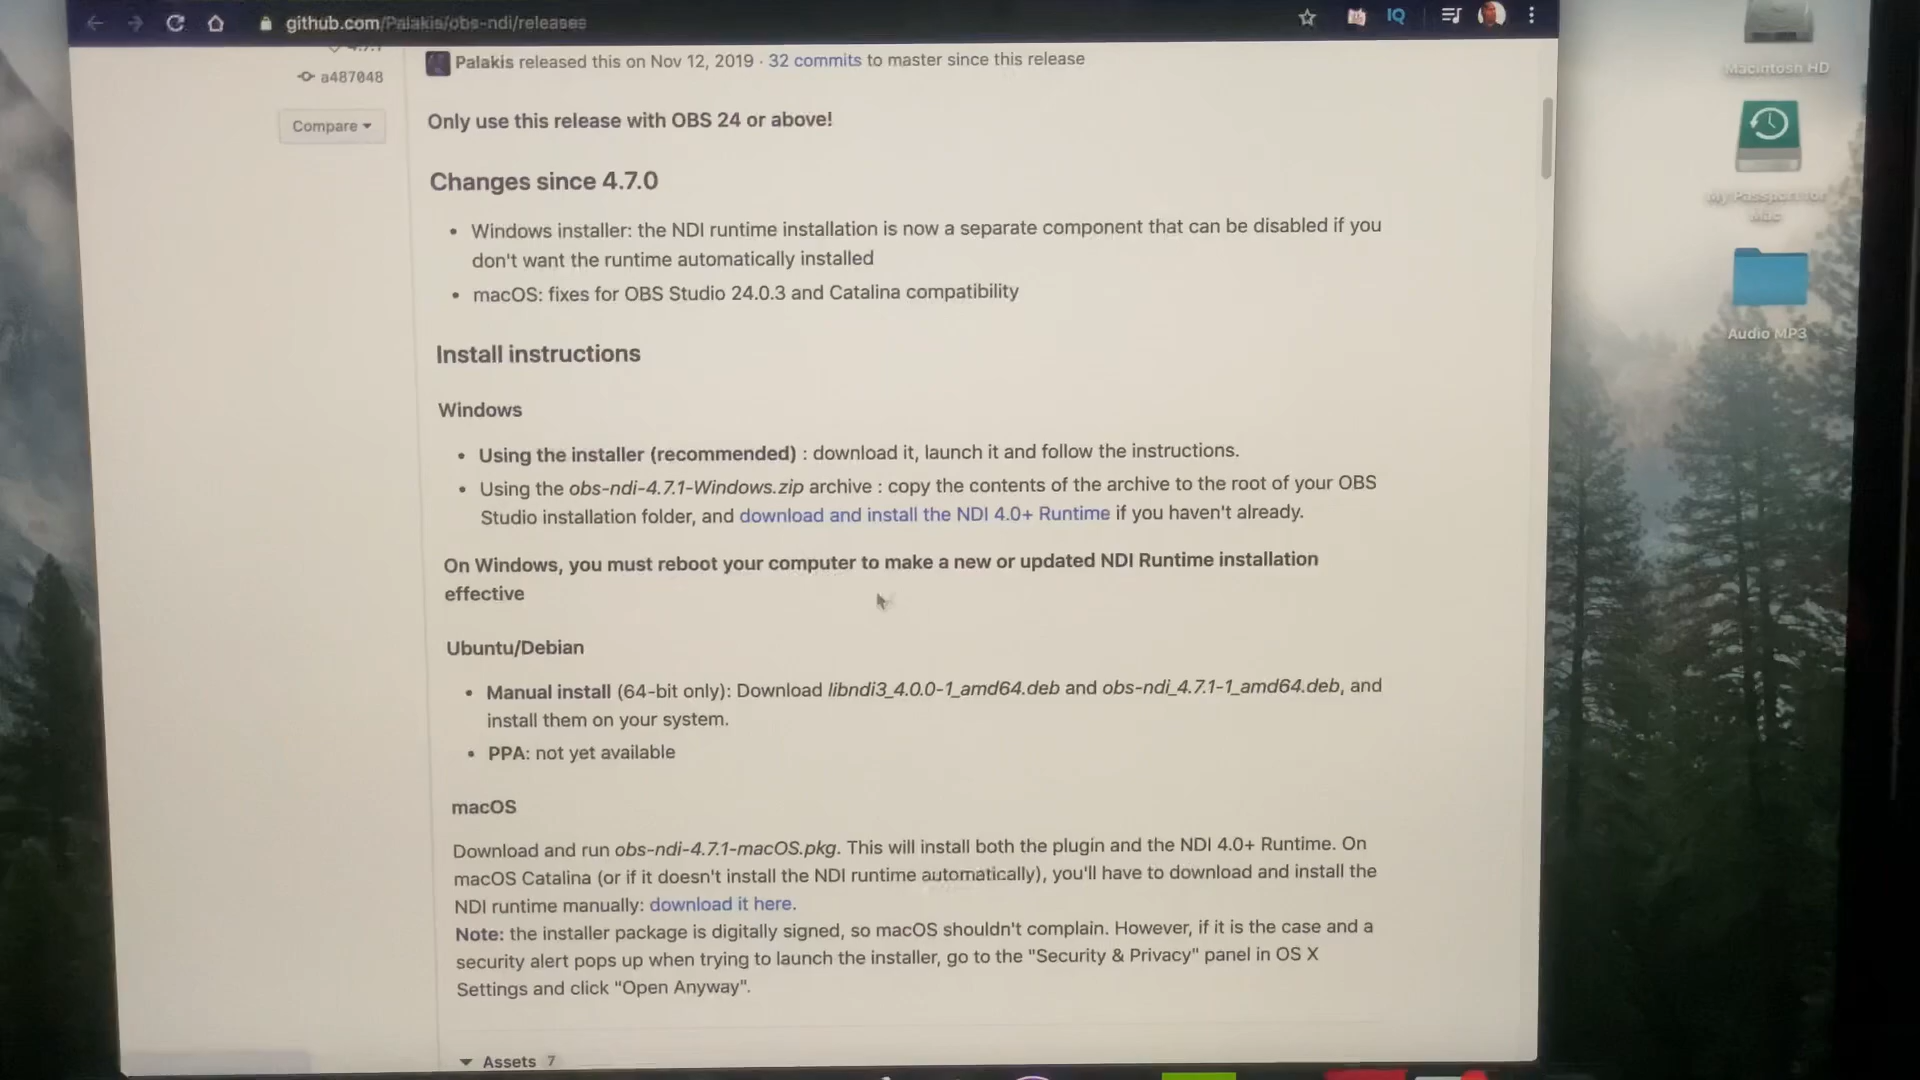 github.com/Palakis/obs-ndi/releases
IQ
4.7.1
a487048
Compare
Palakis released this on Nov 12, 2019 · 32 commits to master since this release
Only use this release with OBS 24 or above!
Changes since 4.7.0
• Windows installer: the NDI runtime installation is now a separate component that can be disabled if you
don't want the runtime automatically installed
• macOS: fixes for OBS Studio 24.0.3 and Catalina compatibility
Install instructions
Windows
• Using the installer (recommended) : download it, launch it and follow the instructions.
• Using the obs-ndi-4.7.1-Windows.zip archive : copy the contents of the archive to the root of your OBS
Studio installation folder, and download and install the NDI 4.0+ Runtime if you haven't already.
On Windows, you must reboot your computer to make a new or updated NDI Runtime installation
effective
Ubuntu/Debian
• Manual install (64-bit only): Download libndi3_4.0.0-1_amd64.deb and obs-ndi_4.7.1-1_amd64.deb, and
install them on your system.
• PPA: not yet available
macOS
Download and run obs-ndi-4.7.1-macOS.pkg. This will install both the plugin and the NDI 4.0+ Runtime. On
macOS Catalina (or if it doesn't install the NDI runtime automatically), you'll have to download and install the
NDI runtime manually: download it here.
Note: the installer package is digitally signed, so macOS shouldn't complain. However, if it is the case and a
security alert pops up when trying to launch the installer, go to the "Security & Privacy" panel in OS X
Settings and click "Open Anyway".
Assets 7
Macintosh HD
My Passport for
Mac
Audio MP3